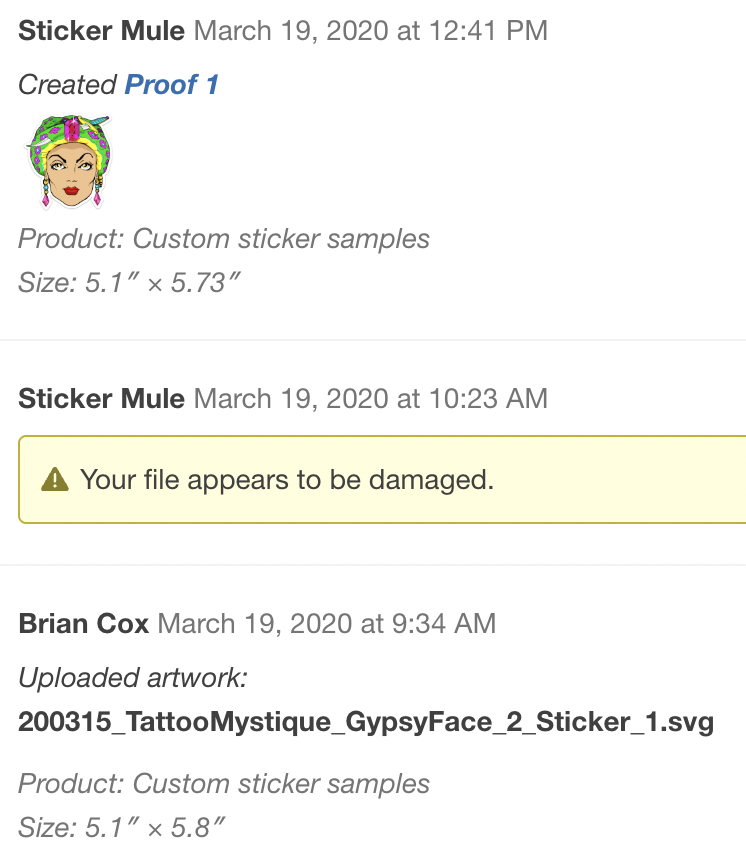 Sticker Mule March 19, 2020 at 12:41 PM
Created Proof 1
Product: Custom sticker samples
Size: 5.1″ × 5.73″
Sticker Mule March 19, 2020 at 10:23 AM
Your file appears to be damaged.
Brian Cox March 19, 2020 at 9:34 AM
Uploaded artwork:
200315_TattooMystique_GypsyFace_2_Sticker_1.svg
Product: Custom sticker samples
Size: 5.1″ × 5.8″